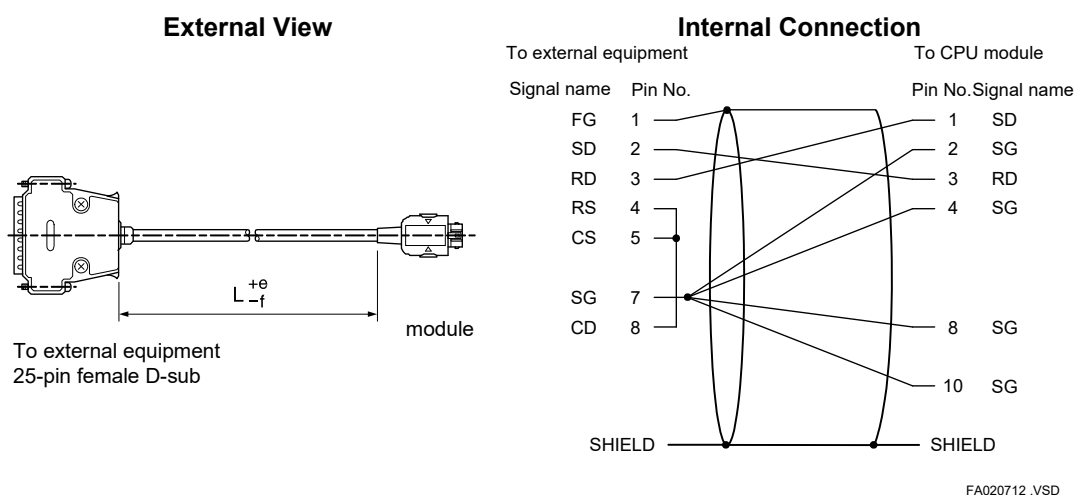 External View
L +e −f
module
To external equipment
25-pin female D-sub
Internal Connection
To external equipment To CPU module
Signal name Pin No. Pin No. Signal name
FG 1 1 SD
SD 2 2 SG
RD 3 3 RD
RS 4 4 SG
CS 5
SG 7
CD 8 8 SG
10 SG
SHIELD SHIELD
FA020712 .VSD